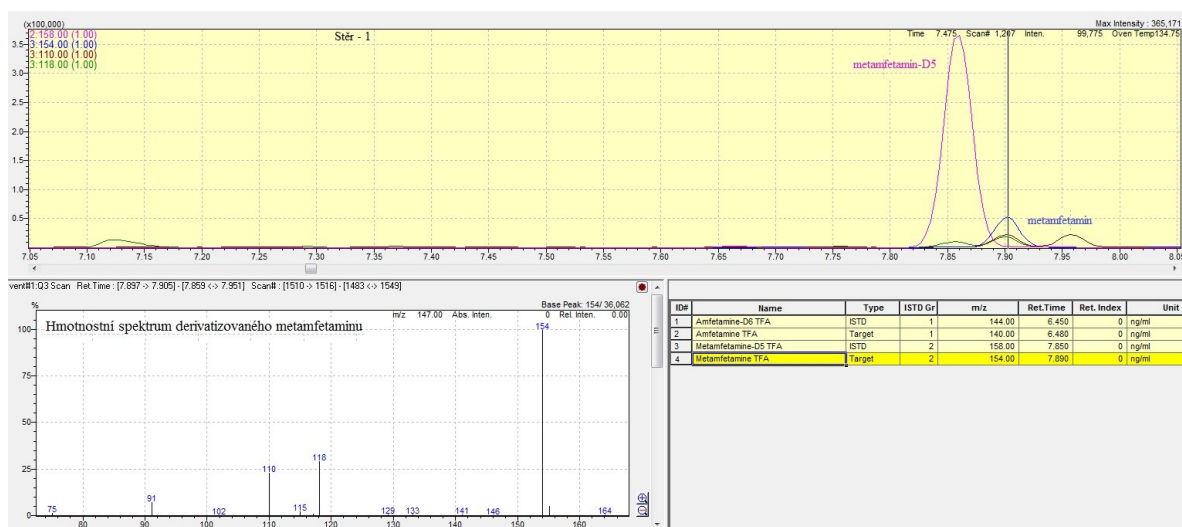 (x100,000)
Max Intensity : 365,171
2:158.00 (1.00)
Stěr - 1
Time 7.475 Scan# 1,207 Inten. 99,775 Oven Temp134.75
3:154.00 (1.00)
3:110.00 (1.00)
3:118.00 (1.00)
3.5
3.0
2.5
2.0
1.5
1.0
0.5
metamfetamin-D5
metamfetamin
7.05 7.10 7.15 7.20 7.25 7.30 7.35 7.40 7.45 7.50 7.55 7.60 7.65 7.70 7.75 7.80 7.85 7.90 7.95 8.00 8.05
vent#1:Q3 Scan Ret.Time : [7.897 -> 7.905] - [7.859 <-> 7.951] Scan# : [1510 -> 1516] - [1483 <-> 1549]
%
Base Peak: 154/ 36,062
m/z 147.00 Abs. Inten. 0 Rel. Inten. 0.00
Hmotnostní spektrum derivatizovaného metamfetaminu
100
75
50
25
0
154
118
110
91
75 102 115 129 133 141 146 164
80 90 100 110 120 130 140 150 160
ID# Name Type ISTD Gr m/z Ret.Time Ret. Index Unit
1 Amfetamine-D6 TFA ISTD 1 144.00 6.450 0 ng/ml
2 Amfetamine TFA Target 1 140.00 6.480 0 ng/ml
3 Metamfetamine-D5 TFA ISTD 2 158.00 7.850 0 ng/ml
4 Metamfetamine TFA Target 2 154.00 7.890 0 ng/ml